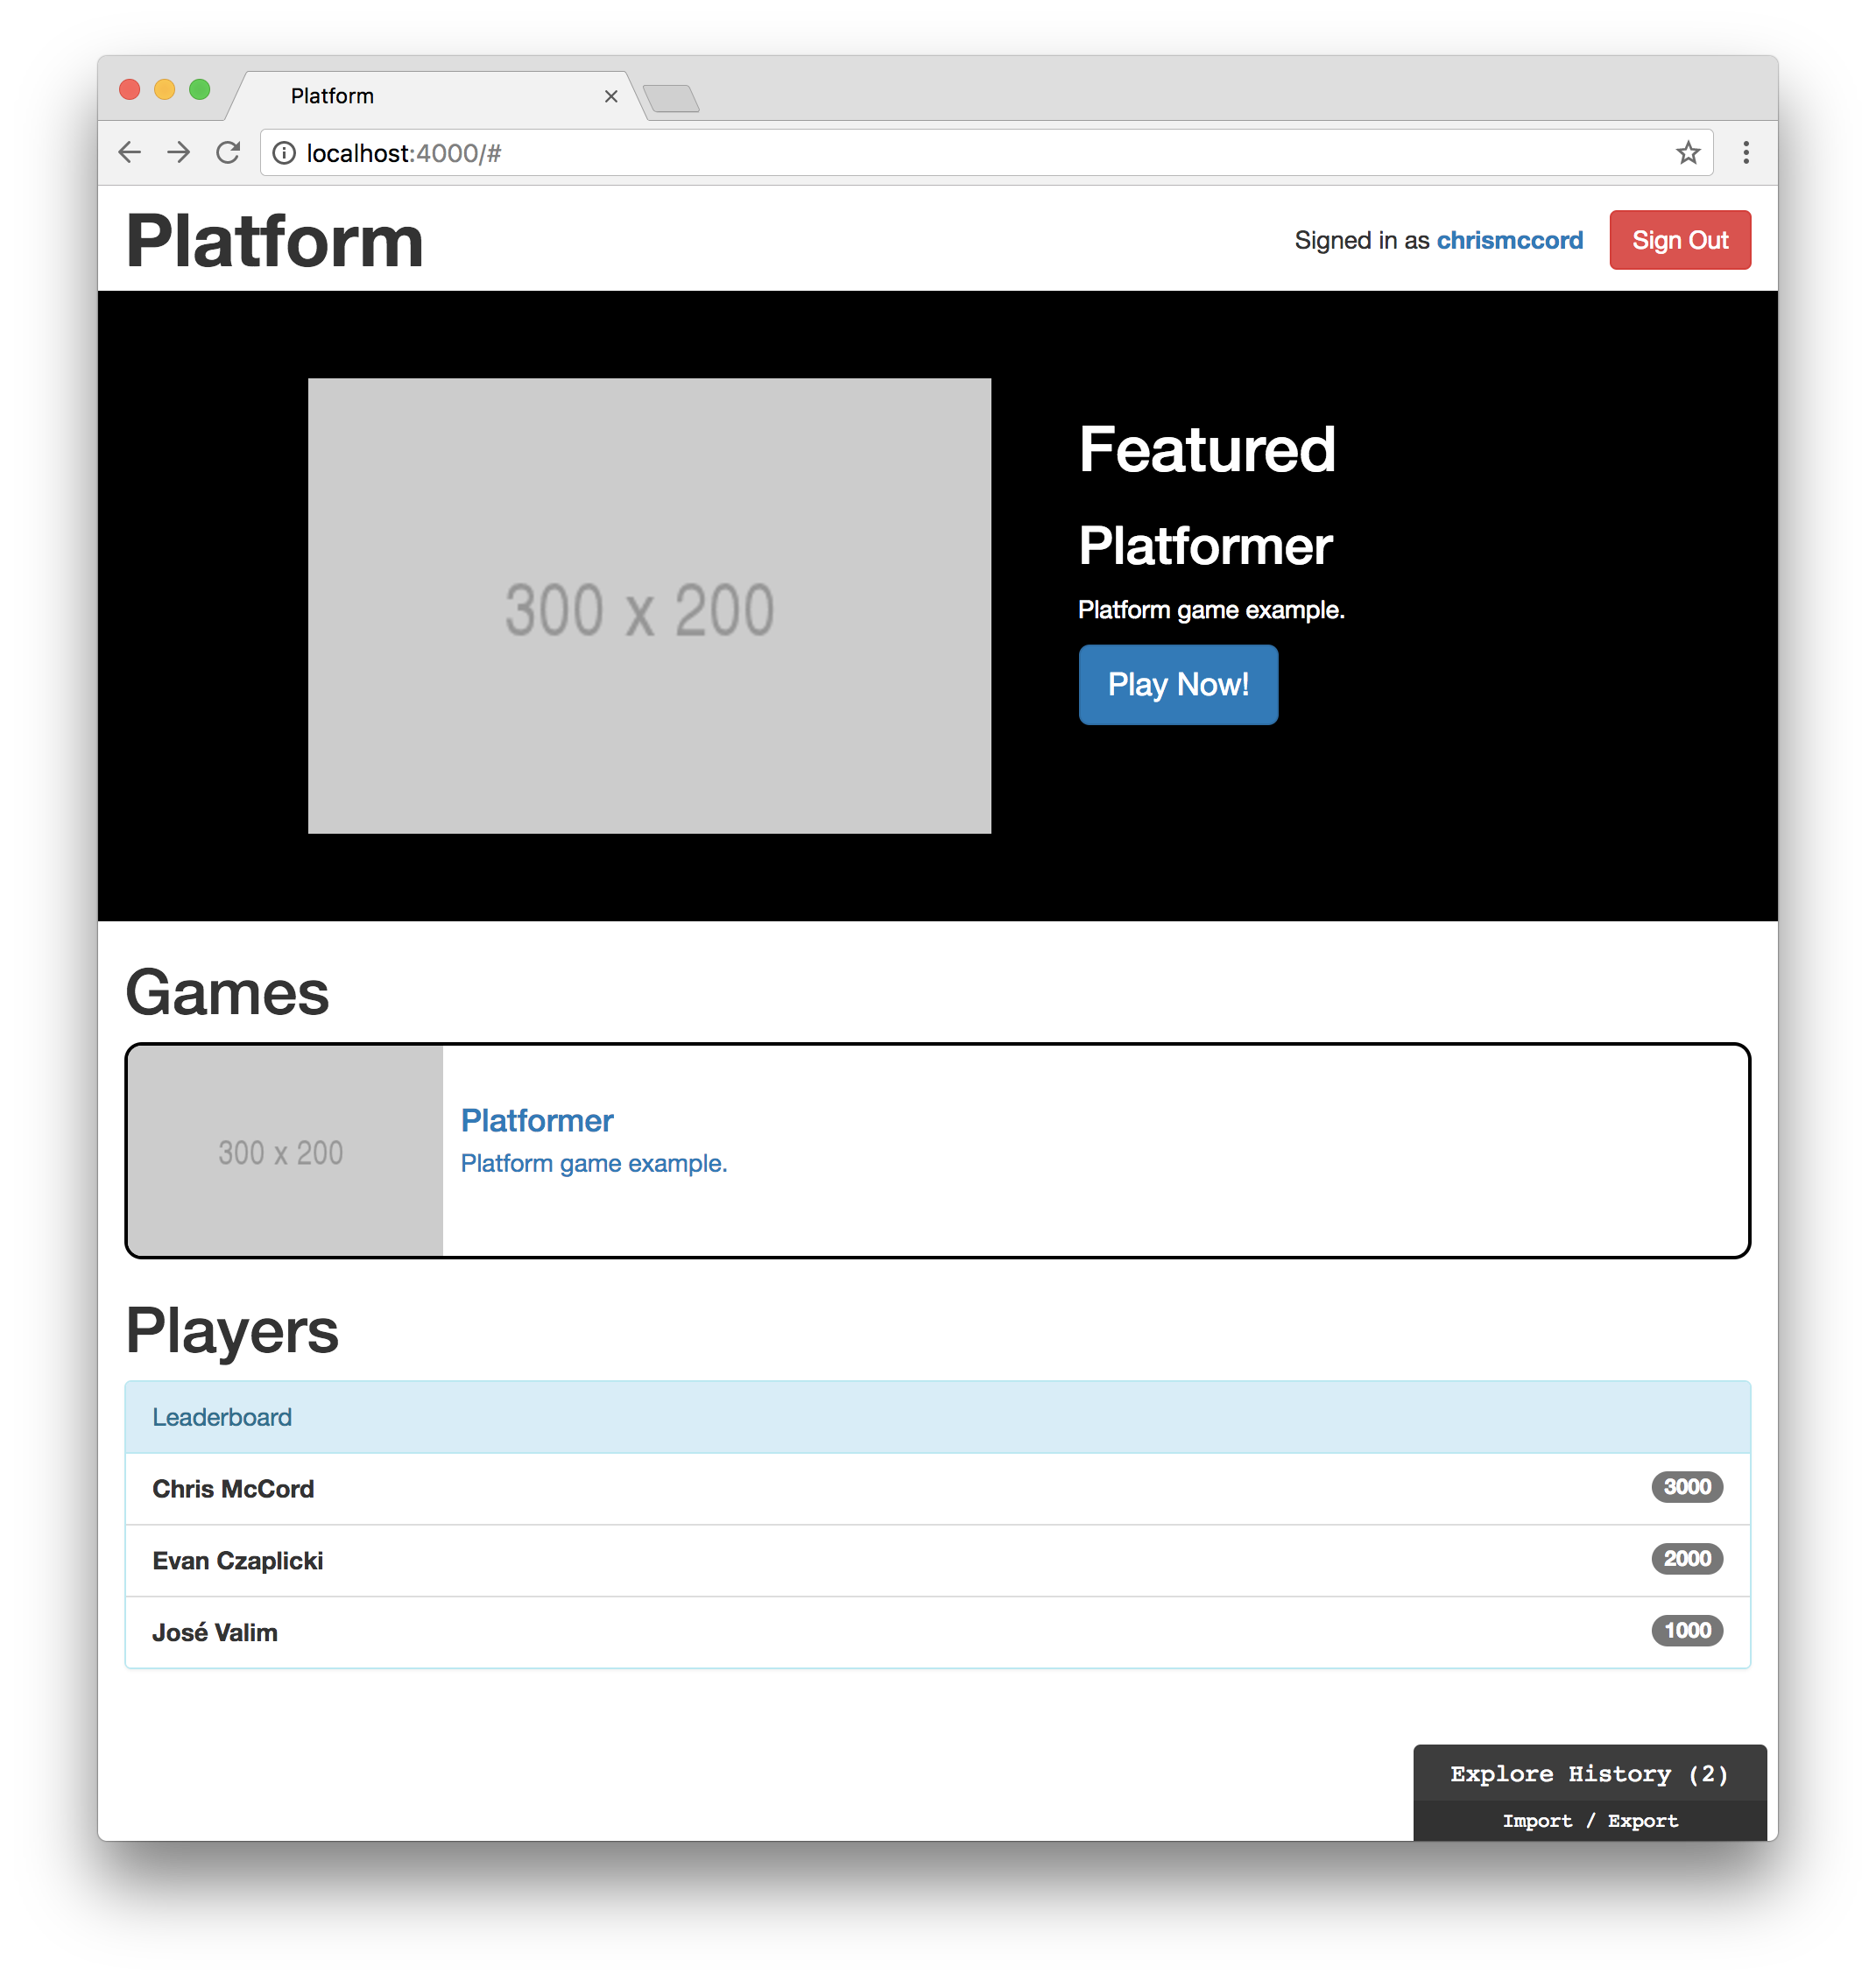 Platform
localhost:4000/#
Platform
Signed in as chrismccord
Sign Out
300 x 200
Featured
Platformer
Platform game example.
Play Now!
Games
300 x 200
Platformer
Platform game example.
Players
Leaderboard
Chris McCord 3000
Evan Czaplicki 2000
José Valim 1000
Explore History (2)
Import / Export